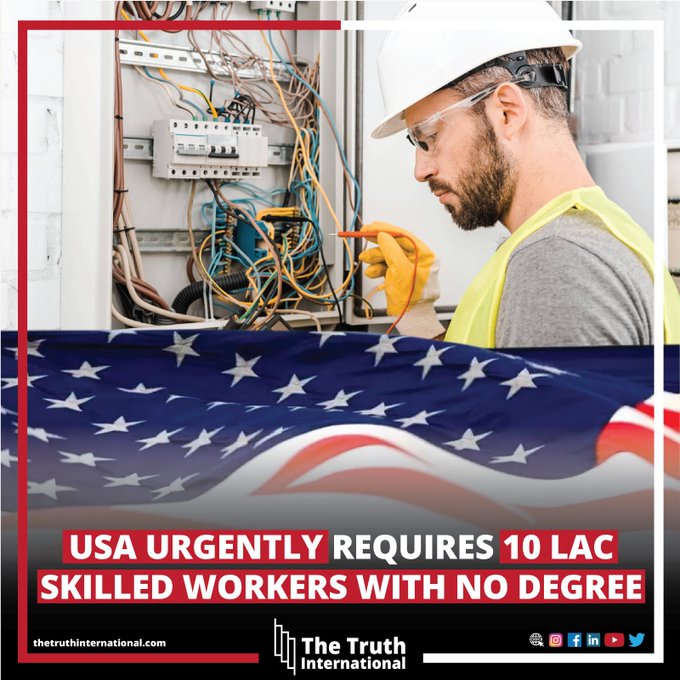 USA URGENTLY REQUIRES 10 LAC
SKILLED WORKERS WITH NO DEGREE
thetruthinternational.com
The Truth
International